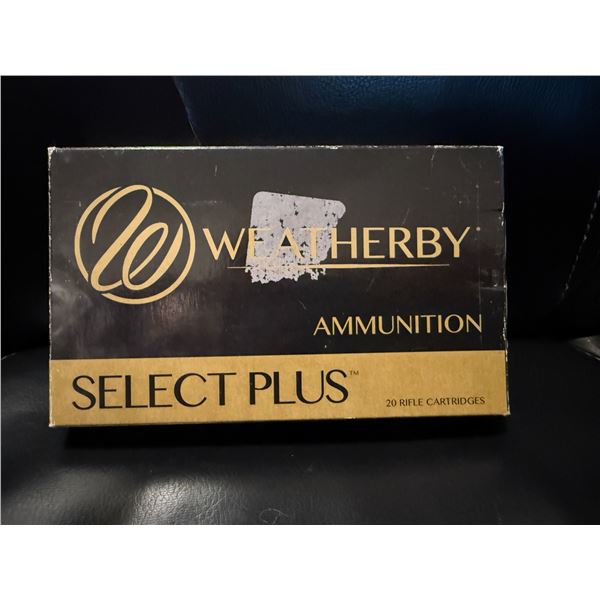 WEATHERBY®
AMMUNITION
SELECT PLUS™
20 RIFLE CARTRIDGES